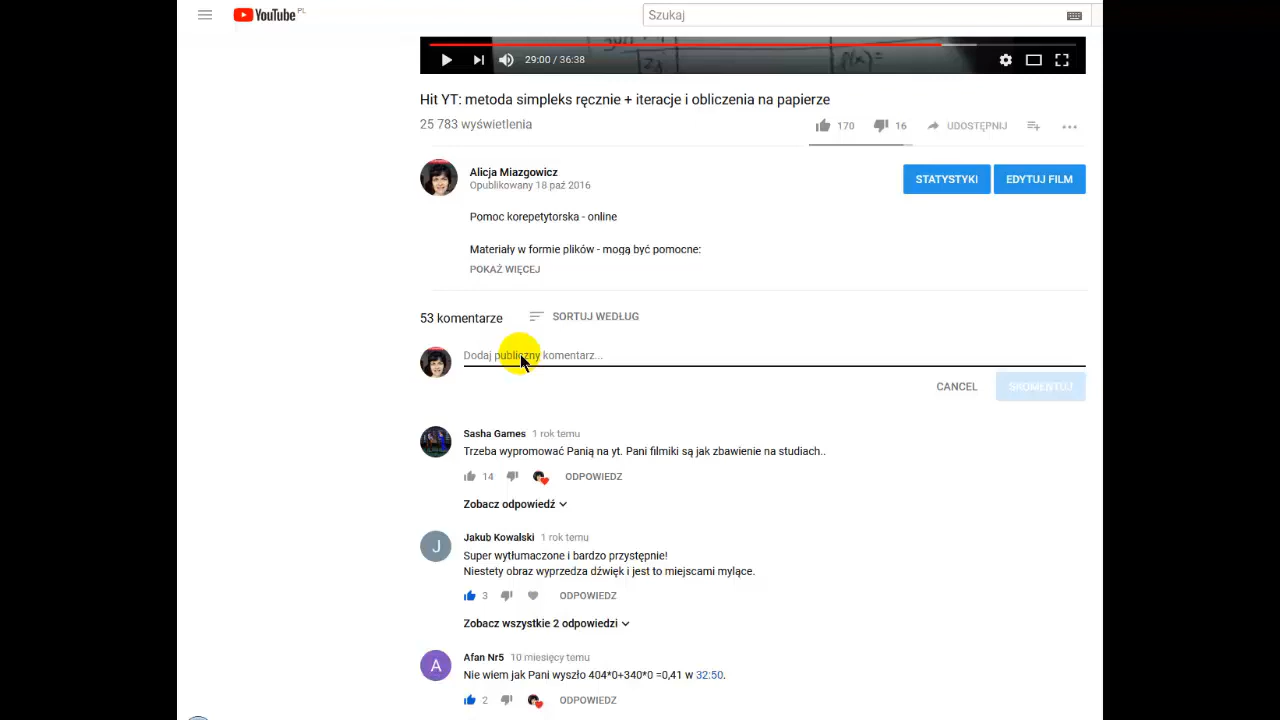 YouTube PL
Szukaj
29:00 / 36:38
Hit YT: metoda simpleks ręcznie + iteracje i obliczenia na papierze
25 783 wyświetlenia
170
16
UDOSTĘPNIJ
Alicja Miazgowicz
Opublikowany 18 paź 2016
STATYSTYKI
EDYTUJ FILM
Pomoc korepetytorska - online
Materiały w formie plików - mogą być pomocne:
POKAŻ WIĘCEJ
53 komentarze
SORTUJ WEDŁUG
Dodaj publiczny komentarz...
CANCEL
SKOMENTUJ
Sasha Games 1 rok temu
Trzeba wypromować Panią na yt. Pani filmiki są jak zbawienie na studiach..
14
ODPOWIEDZ
Zobacz odpowiedź
J
Jakub Kowalski 1 rok temu
Super wytłumaczone i bardzo przystępnie!
Niestety obraz wyprzedza dźwięk i jest to miejscami mylące.
3
ODPOWIEDZ
Zobacz wszystkie 2 odpowiedzi
A
Afan Nr5 10 miesięcy temu
Nie wiem jak Pani wyszło 404*0+340*0 =0,41 w 32:50.
2
ODPOWIEDZ